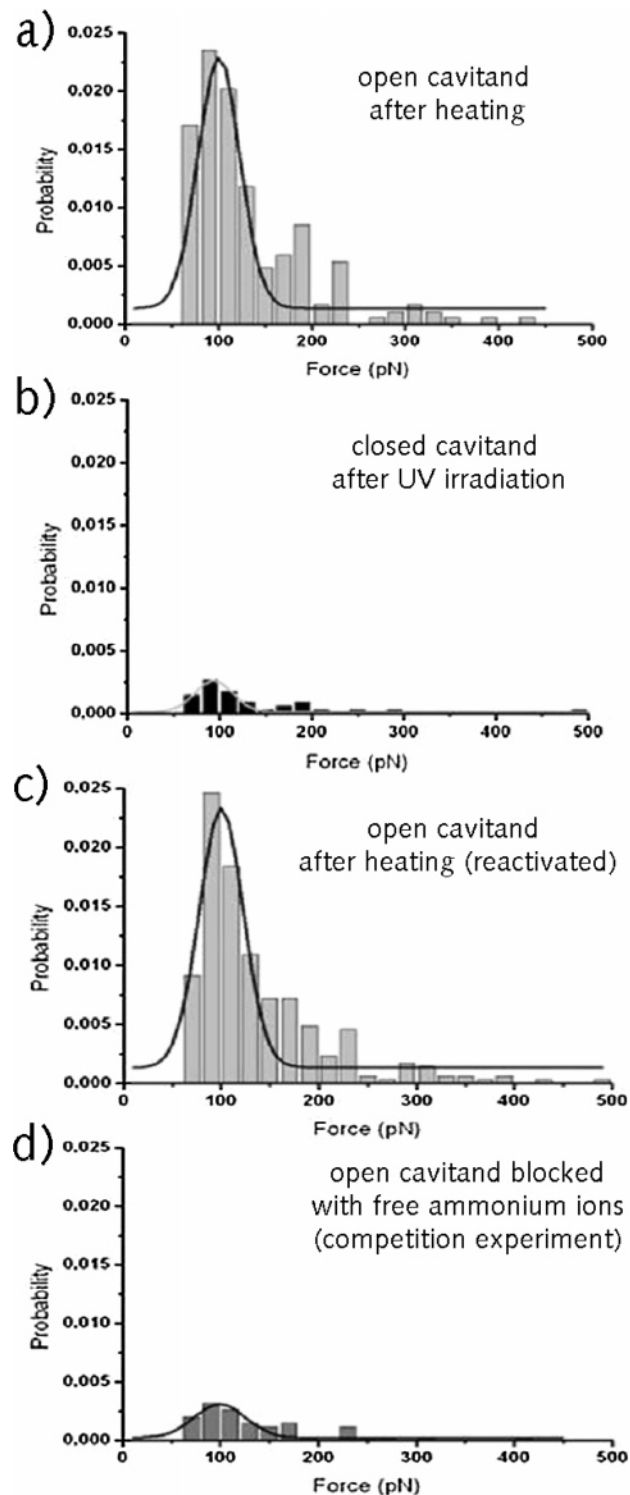 a)
0.025
0.020
0.015
0.010
0.005
0.000
Probability
open cavitand
after heating
0 100 200 300 400 500
Force (pN)
b)
0.025
0.020
0.015
0.010
0.005
0,000
Probability
closed cavitand
after UV irradiation
0 100 200 300 400 500
Force (pN)
c)
0.025
0.020
0.015
0.010
0.005
0.000
Probability
open cavitand
after heating (reactivated)
0 100 200 300 400 500
Force (pN)
d)
0.025
0.020
0.015
0.010
0.005
0.000
Probability
open cavitand blocked
with free ammonium ions
(competition experiment)
0 100 200 300 400 500
Force (pN)